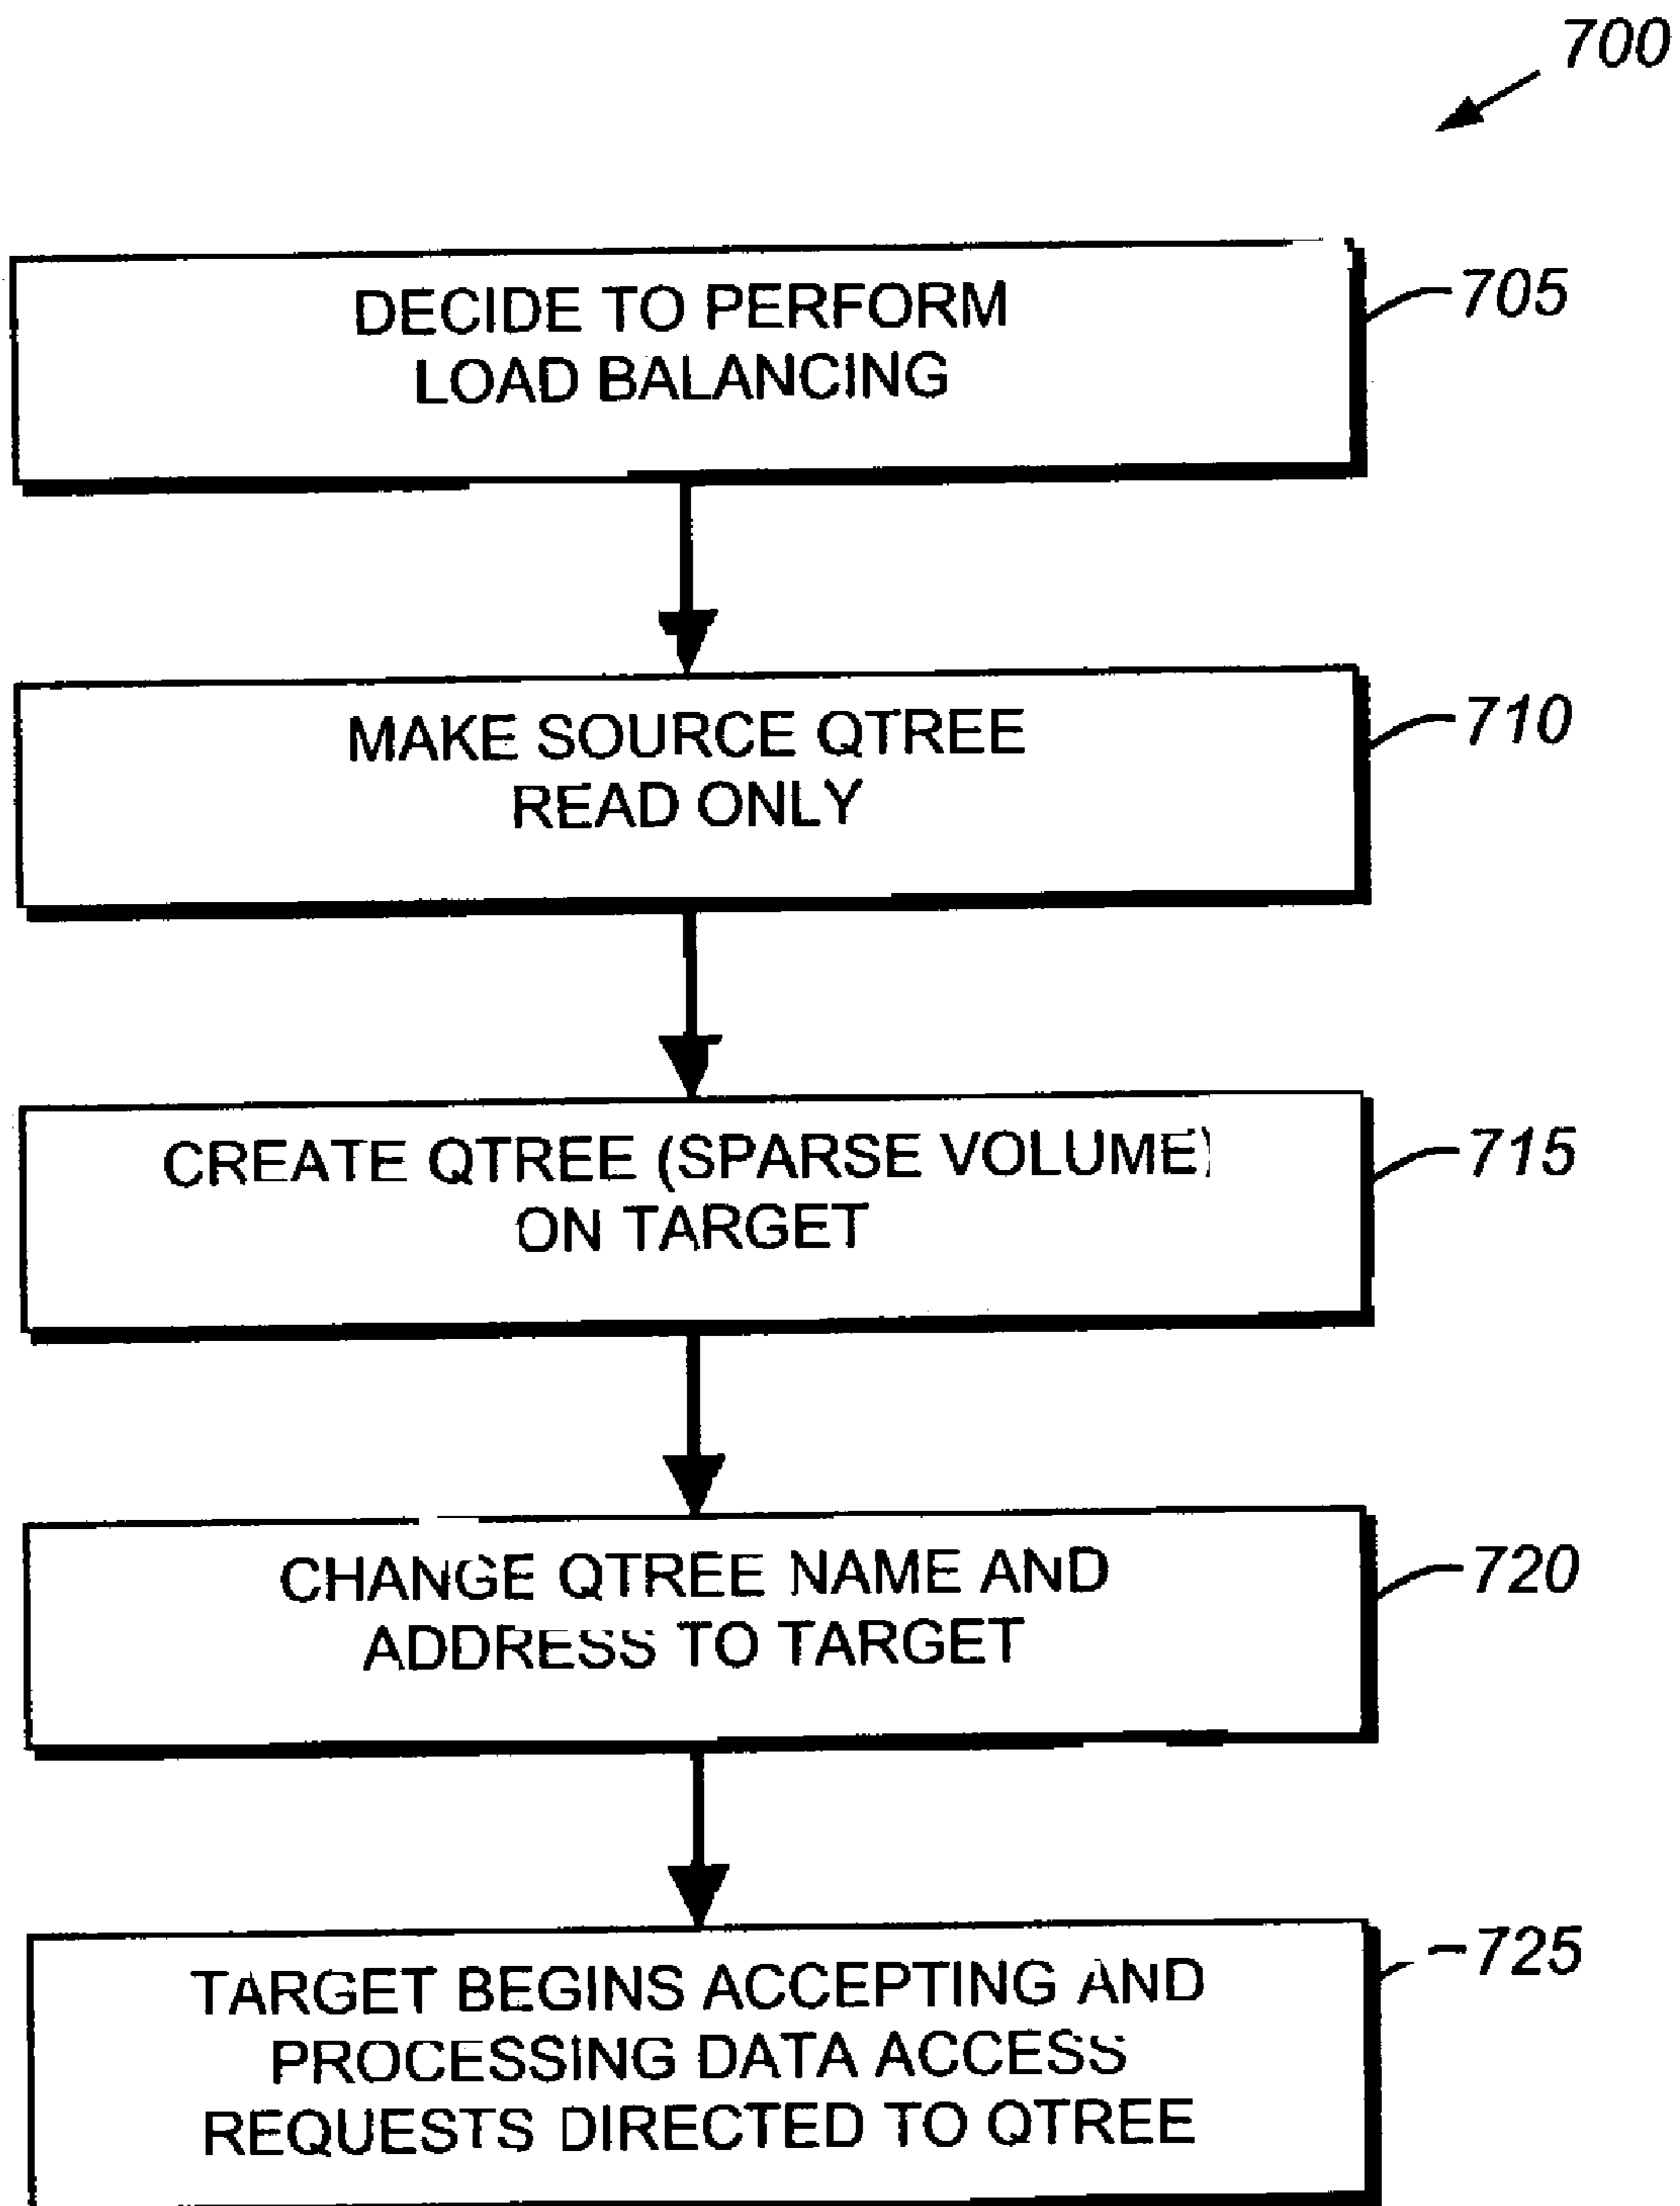 700
DECIDE TO PERFORM
LOAD BALANCING
705
MAKE SOURCE QTREE
READ ONLY
710
CREATE QTREE (SPARSE VOLUME)
ON TARGET
715
CHANGE QTREE NAME AND
ADDRESS TO TARGET
720
TARGET BEGINS ACCEPTING AND
PROCESSING DATA ACCESS
REQUESTS DIRECTED TO QTREE
725